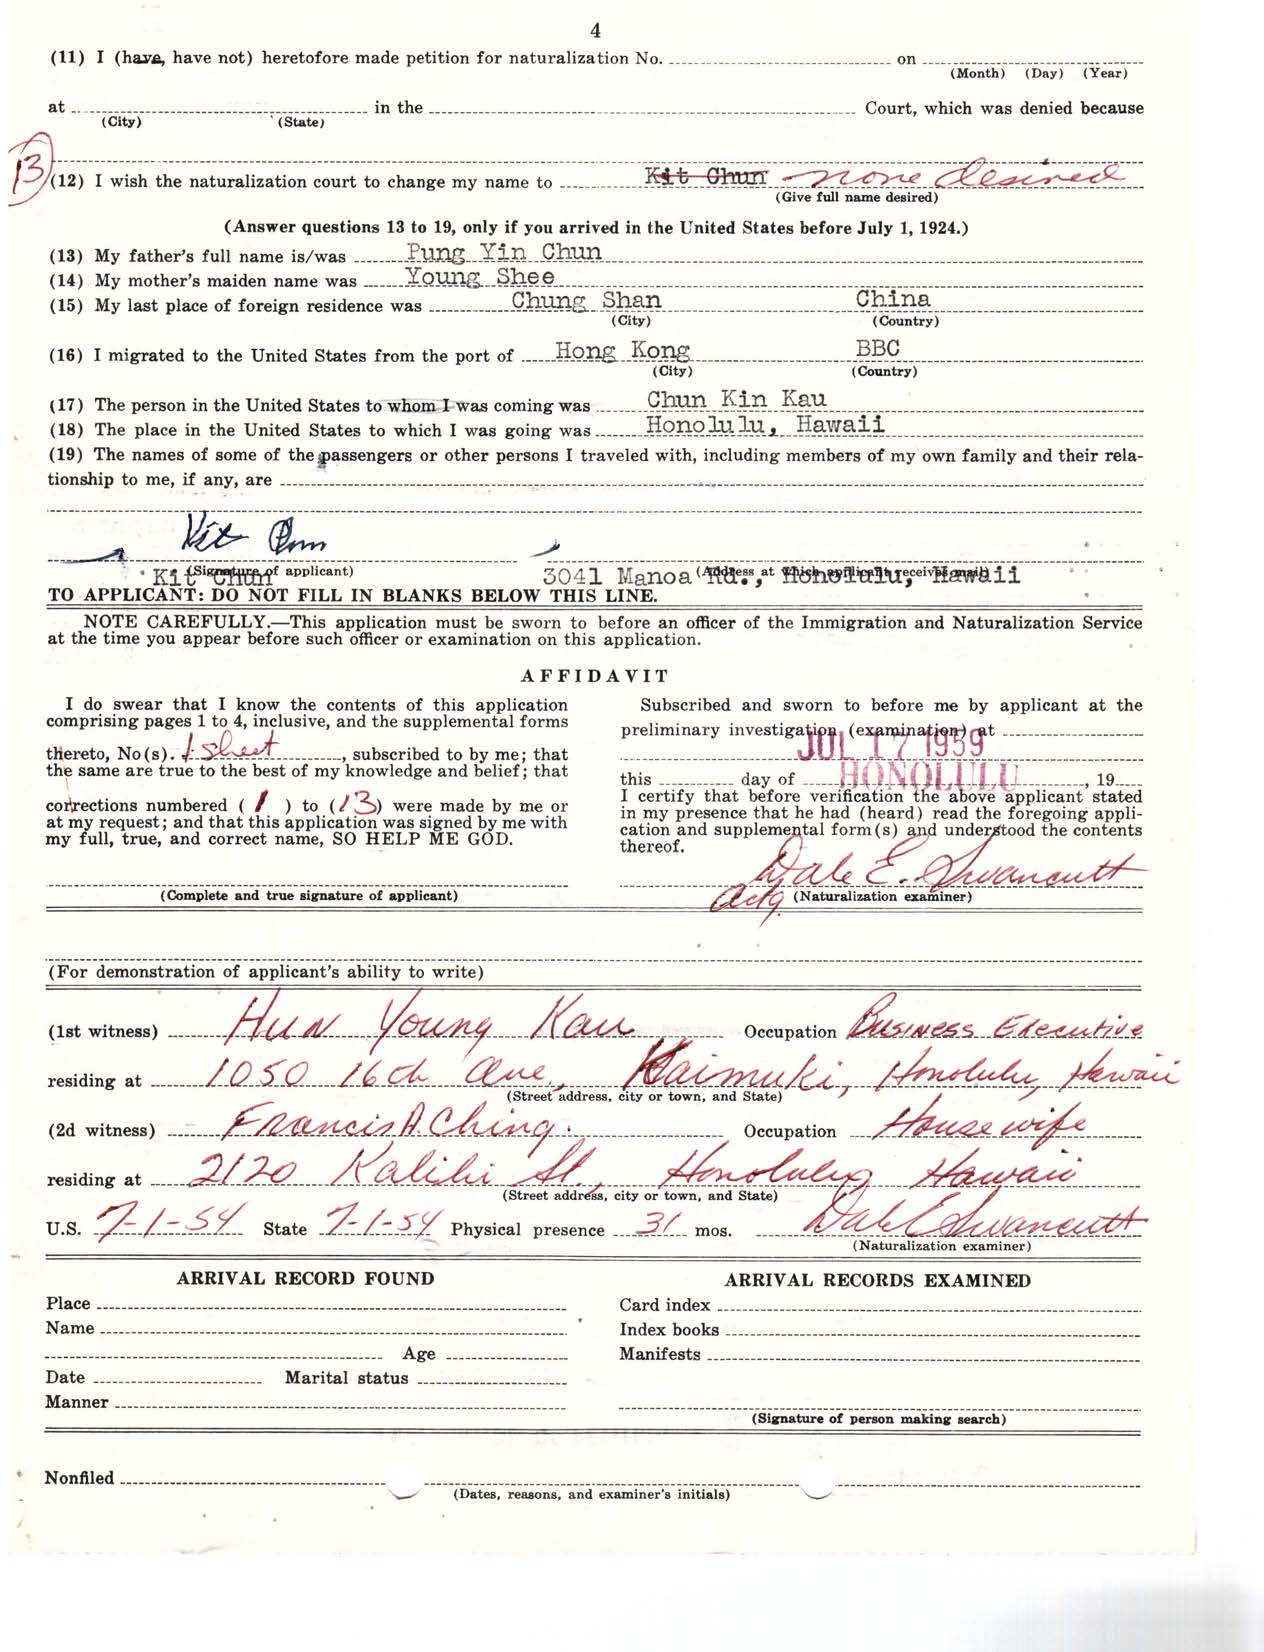 4
(11) I (have, have not) heretofore made petition for naturalization No. on
(Month) (Day) (Year)
at in the Court, which was denied because
(City) (State)
13
(12) I wish the naturalization court to change my name to Kit Chun none desired
(Give full name desired)
(Answer questions 13 to 19, only if you arrived in the United States before July 1, 1924.)
(13) My father's full name is/was Pung Yin Chun
(14) My mother's maiden name was Young Shee
(15) My last place of foreign residence was Chung Shan China
(City) (Country)
(16) I migrated to the United States from the port of Hong Kong BBC
(City) (Country)
(17) The person in the United States to whom I was coming was Chun Kin Kau
(18) The place in the United States to which I was going was Honolulu, Hawaii
(19) The names of some of the passengers or other persons I traveled with, including members of my own family and their rela-
tionship to me, if any, are
Kit Chun
(Signature of applicant) (Address at which applicant receives mail)
Kit Chun 3041 Manoa Rd., Honolulu, Hawaii
TO APPLICANT: DO NOT FILL IN BLANKS BELOW THIS LINE.
NOTE CAREFULLY.—This application must be sworn to before an officer of the Immigration and Naturalization Service
at the time you appear before such officer or examination on this application.
AFFIDAVIT
I do swear that I know the contents of this application
comprising pages 1 to 4, inclusive, and the supplemental forms
thereto, No(s). 1 sheet, subscribed to by me; that
the same are true to the best of my knowledge and belief; that
corrections numbered ( 1 ) to (13) were made by me or
at my request; and that this application was signed by me with
my full, true, and correct name, SO HELP ME GOD.
(Complete and true signature of applicant)
Subscribed and sworn to before me by applicant at the
preliminary investigation (examination) at
JUL 17 1959
this day of HONOLULU, 19
I certify that before verification the above applicant stated
in my presence that he had (heard) read the foregoing appli-
cation and supplemental form(s) and understood the contents
thereof.
Dale E. Swancutt
Actg. (Naturalization examiner)
(For demonstration of applicant's ability to write)
(1st witness) Hun Young Kau Occupation Business Executive
residing at 1050 16th Ave., Kaimuki, Honolulu, Hawaii
(Street address, city or town, and State)
(2d witness) Francis A. Ching Occupation Housewife
residing at 2120 Kalihi St., Honolulu, Hawaii
(Street address, city or town, and State)
U.S. 7-1-54 State 7-1-54 Physical presence 31 mos. Dale E Swancutt
(Naturalization examiner)
ARRIVAL RECORD FOUND
Place
Name
Age
Date Marital status
Manner
ARRIVAL RECORDS EXAMINED
Card index
Index books
Manifests
(Signature of person making search)
Nonfiled
(Dates, reasons, and examiner's initials)